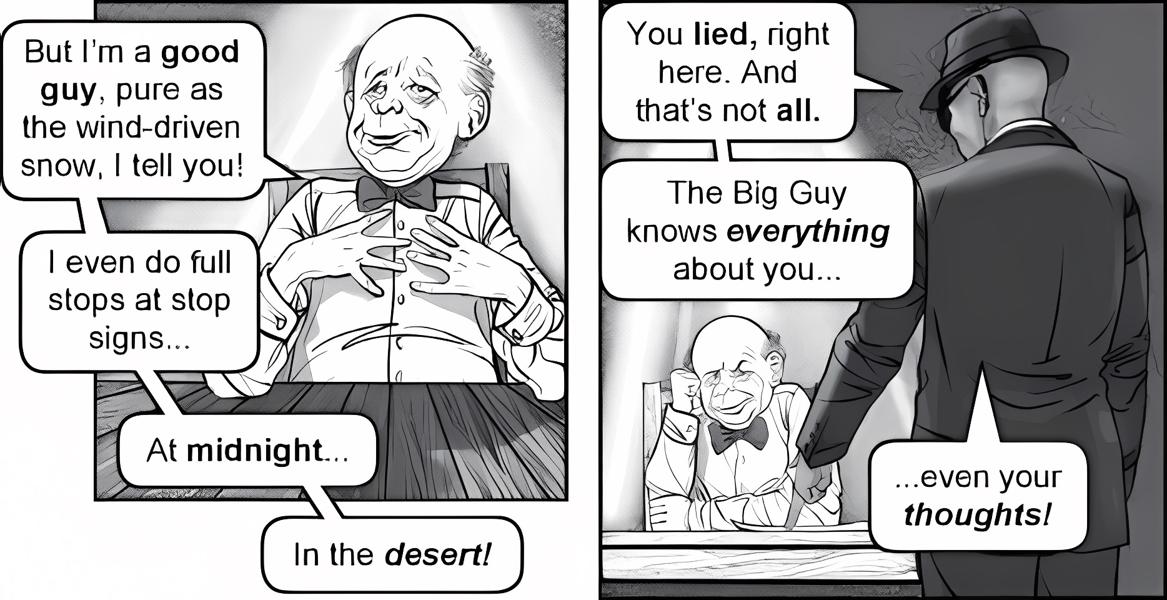 But I'm a good
guy, pure as
the wind-driven
snow, I tell you!
I even do full
stops at stop
signs...
At midnight...
In the desert!
You lied, right
here. And
that's not all.
The Big Guy
knows everything
about you...
...even your
thoughts!